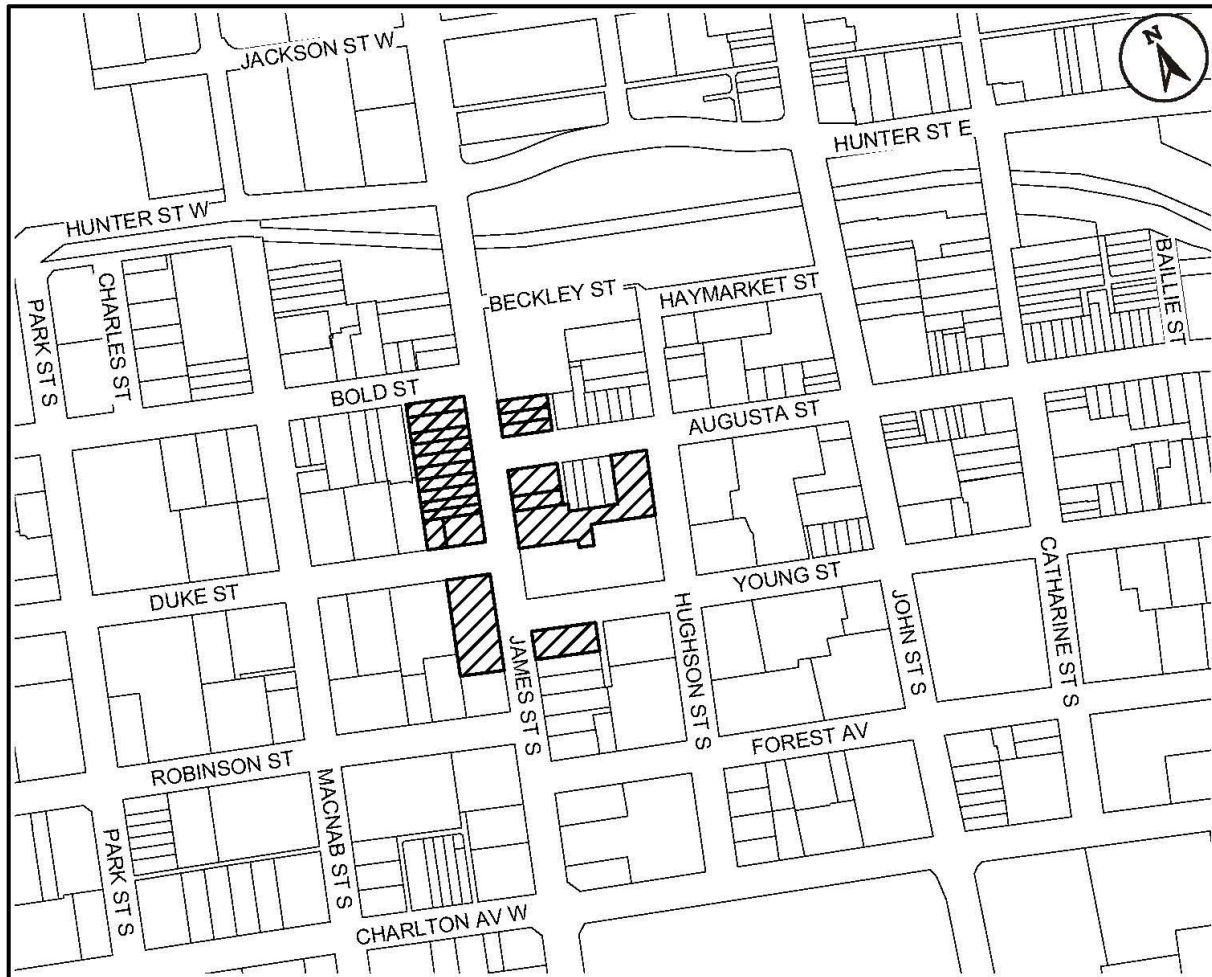 JACKSON ST W
N
HUNTER ST E
HUNTER ST W
BAILLIE ST
CHARLES ST
PARK ST S
BECKLEY ST
HAYMARKET ST
BOLD ST
AUGUSTA ST
DUKE ST
YOUNG ST
CATHARINE ST S
JOHN ST S
HUGHSON ST S
JAMES ST S
FOREST AV
ROBINSON ST
MACNAB ST S
PARK ST S
CHARLTON AV W